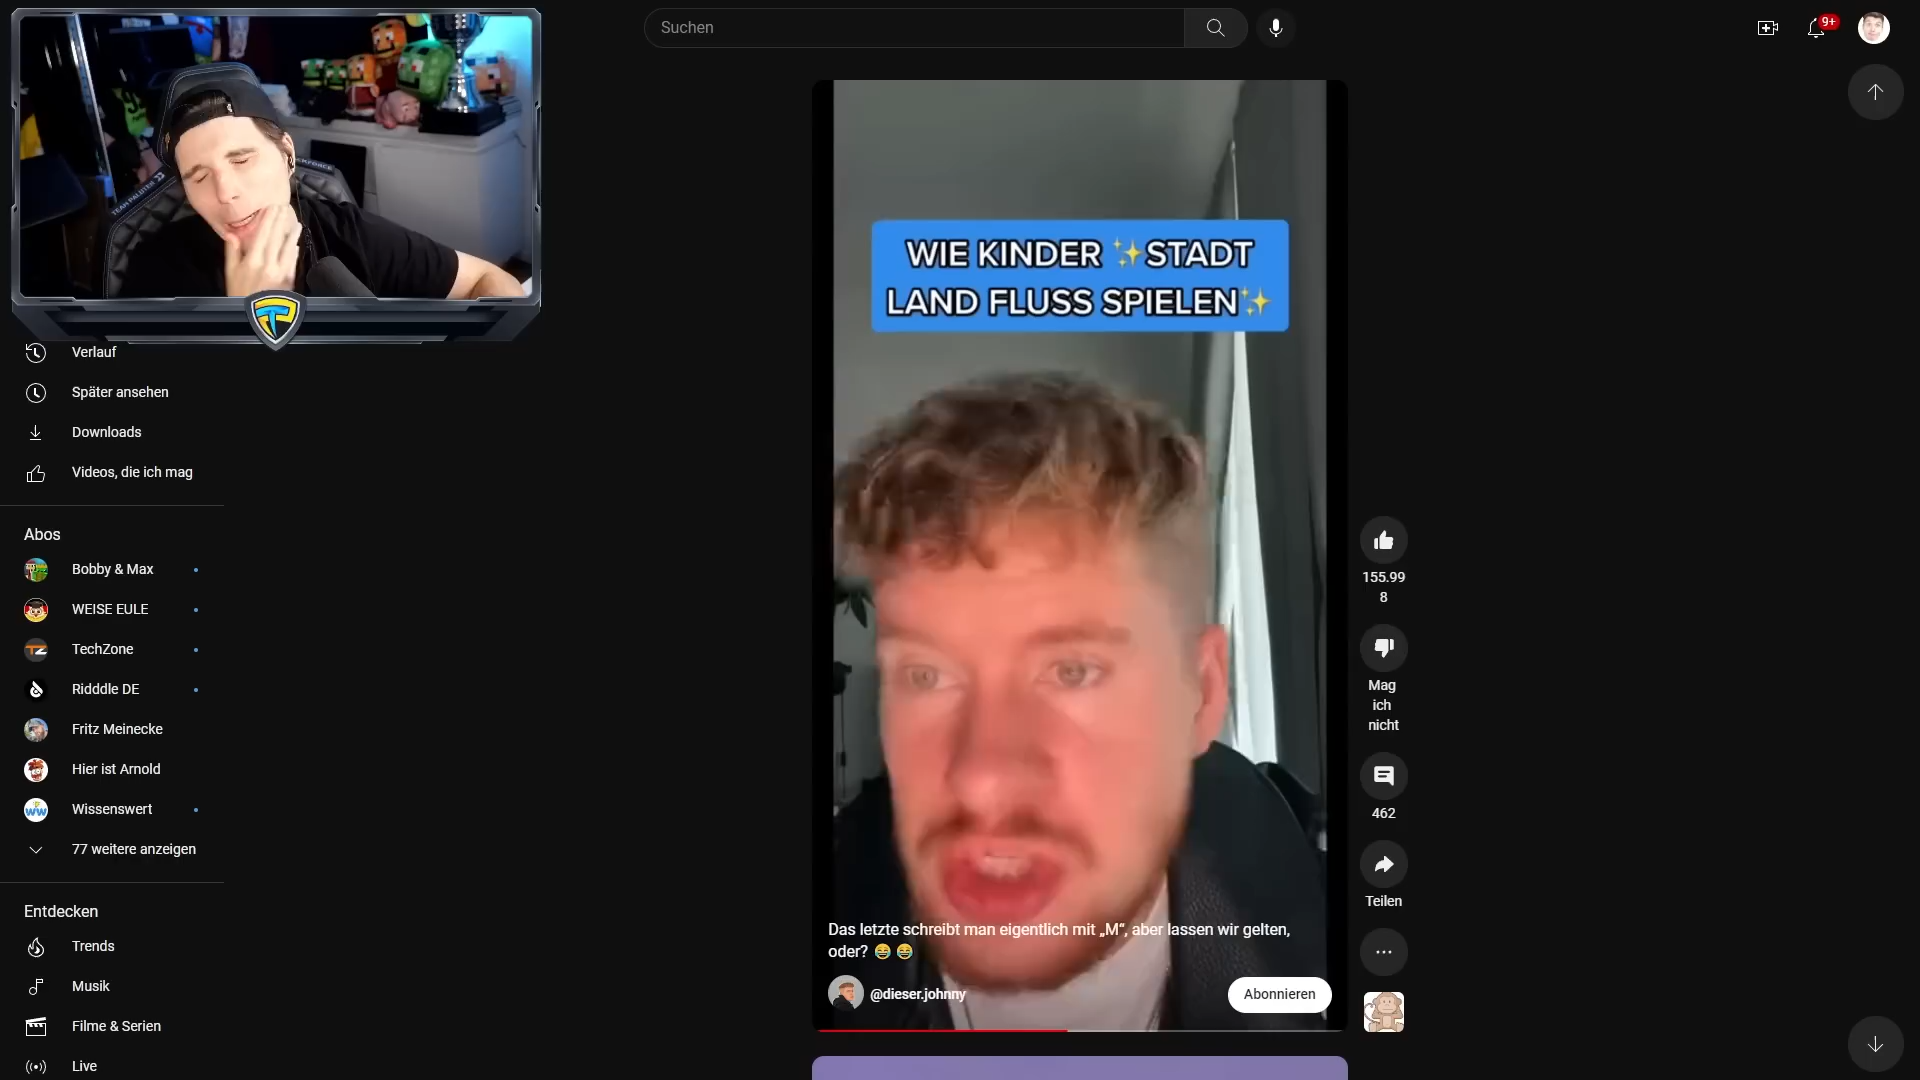 Suchen
9+
TEAM PALUTEN
Verlauf
Später ansehen
Downloads
Videos, die ich mag
Abos
Bobby & Max
WEISE EULE
TechZone
Ridddle DE
Fritz Meinecke
Hier ist Arnold
Wissenswert
77 weitere anzeigen
Entdecken
Trends
Musik
Filme & Serien
Live
WIE KINDER ✨STADT
LAND FLUSS SPIELEN✨
Das letzte schreibt man eigentlich mit „M“, aber lassen wir gelten,
oder? 😂 😂
@dieser.johnny
Abonnieren
155.99
8
Mag
ich
nicht
462
Teilen